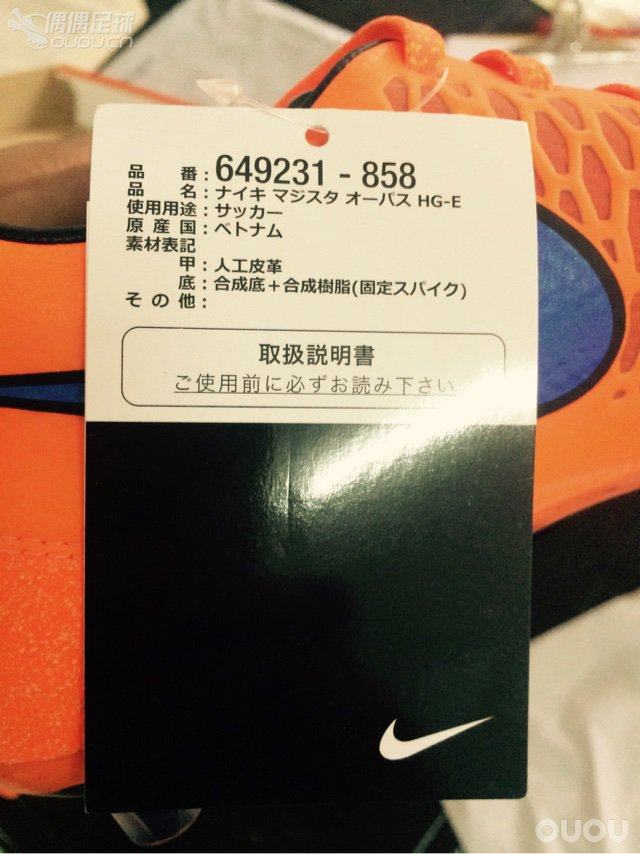 偶偶足球
OUOU.CN
品 番：649231 - 858
品 名：ナイキ マジスタ オーパス HG-E
使用用途：サッカー
原 産 国：ベトナム
素材表記
甲：人工皮革
底：合成底＋合成樹脂(固定スパイク)
そ の 他：
取扱説明書
ご使用前に必ずお読み下さい
OUOU